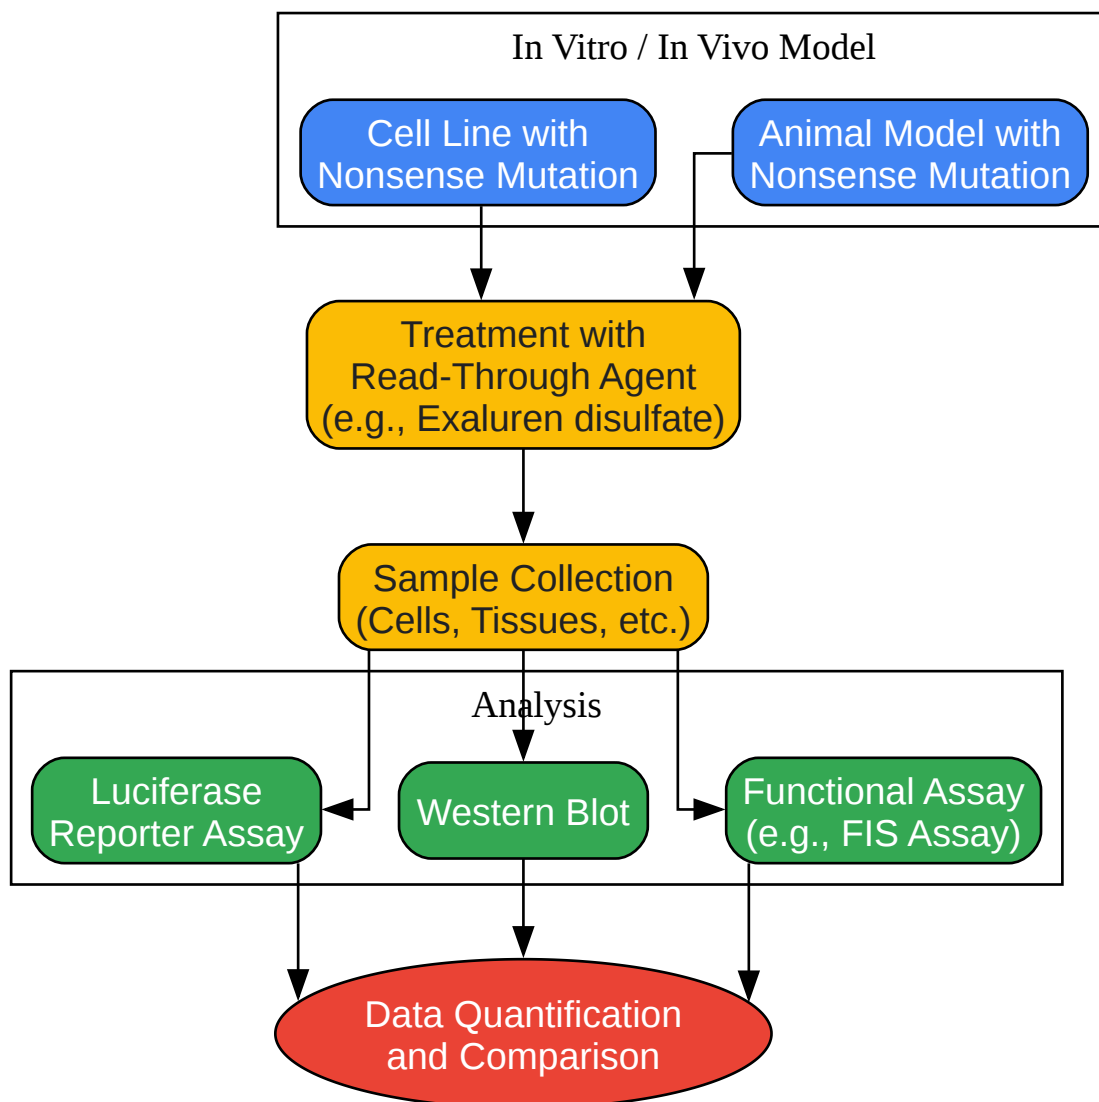 In Vitro / In Vivo Model
Cell Line with
Nonsense Mutation
Animal Model with
Nonsense Mutation
Treatment with
Read-Through Agent
(e.g., Exaluren disulfate)
Sample Collection
(Cells, Tissues, etc.)
Analysis
Luciferase
Reporter Assay
Western Blot
Functional Assay
(e.g., FIS Assay)
Data Quantification
and Comparison